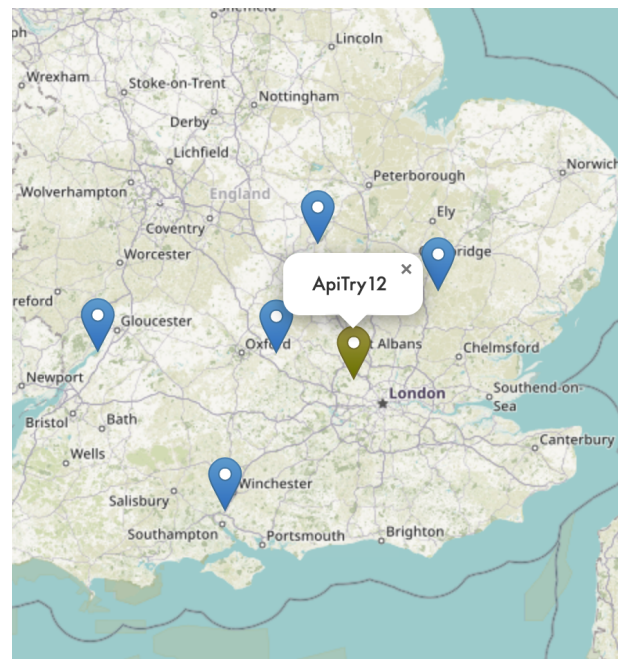 Lincoln
Wrexham
Stoke-on-Trent
Nottingham
Derby
Lichfield
Norwich
Peterborough
Wolverhampton
England
Ely
Coventry
Worcester
ApiTry12
×
Gloucester
Oxford
Albans
Chelmsford
Newport
London
Southend-on-
Sea
Bristol
Bath
Canterbury
Wells
Winchester
Salisbury
Southampton
Portsmouth
Brighton